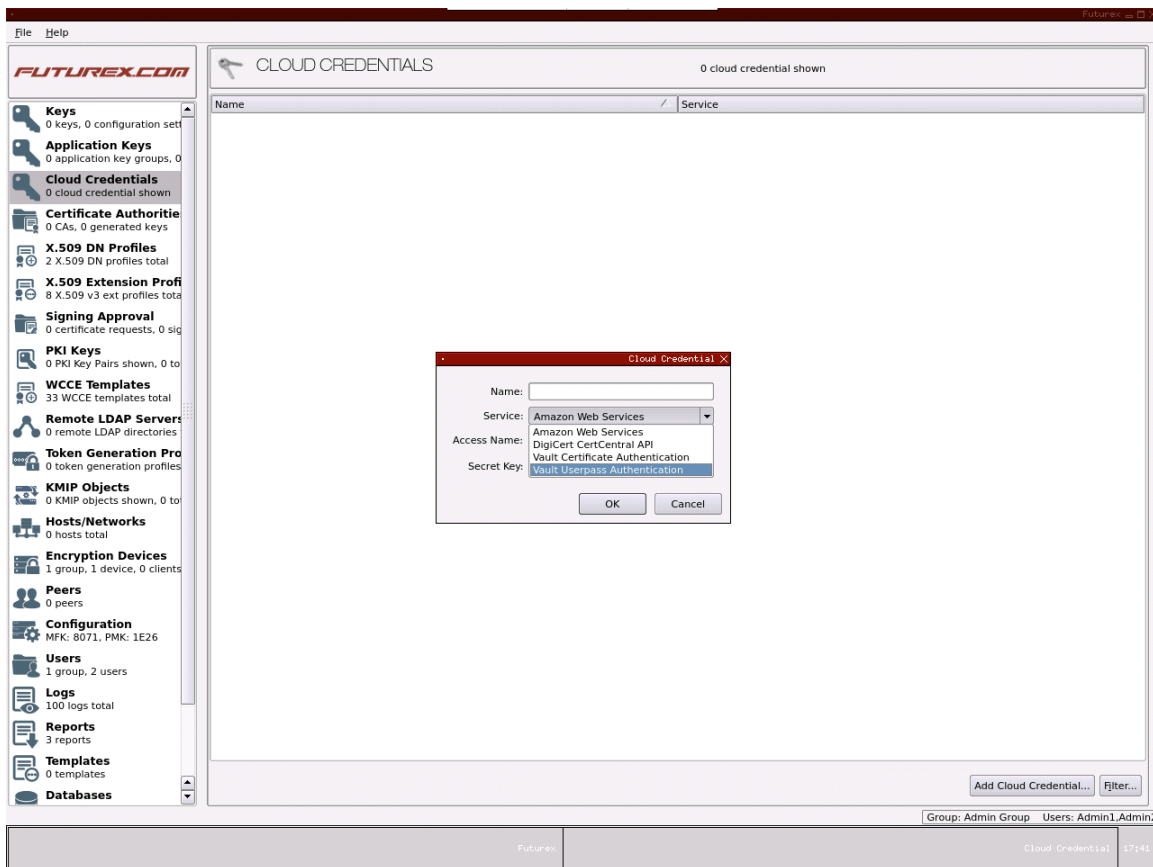 Futurex
File Help
FUTUREX.COM
CLOUD CREDENTIALS
0 cloud credential shown
Name
Service
Keys
0 keys, 0 configuration sett
Application Keys
0 application key groups, 0
Cloud Credentials
0 cloud credential shown
Certificate Authoritie
0 CAs, 0 generated keys
X.509 DN Profiles
2 X.509 DN profiles total
X.509 Extension Profi
8 X.509 v3 ext profiles tota
Signing Approval
0 certificate requests, 0 sig
PKI Keys
0 PKI Key Pairs shown, 0 to
WCCE Templates
33 WCCE templates total
Remote LDAP Servers
0 remote LDAP directories
Token Generation Pro
0 token generation profiles
KMIP Objects
0 KMIP objects shown, 0 to
Hosts/Networks
0 hosts total
Encryption Devices
1 group, 1 device, 0 clients
Peers
0 peers
Configuration
MFK: 8071, PMK: 1E26
Users
1 group, 2 users
Logs
100 logs total
Reports
3 reports
Templates
0 templates
Databases
Cloud Credential
Name:
Service: Amazon Web Services
Access Name:
Secret Key:
Amazon Web Services
DigiCert CertCentral API
Vault Certificate Authentication
Vault Userpass Authentication
OK Cancel
Add Cloud Credential... Filter...
Group: Admin Group Users: Admin1,Admin2
Futurex Cloud Credential 17:41